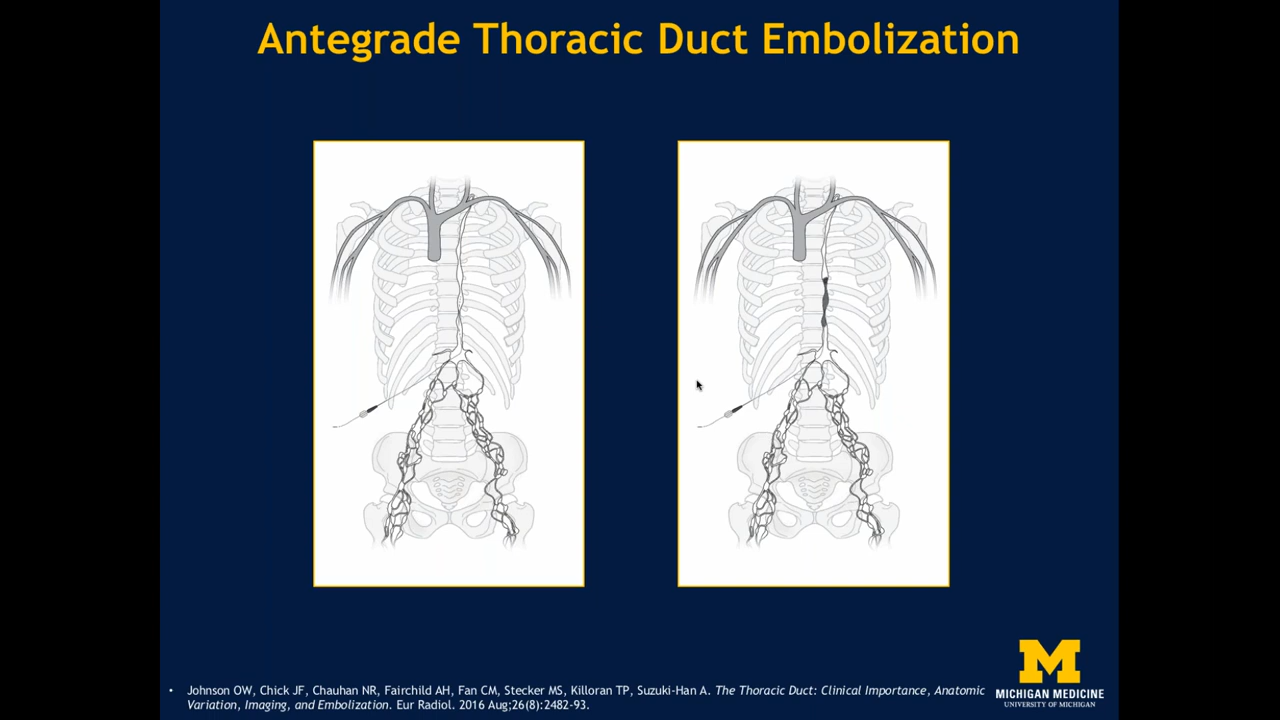 Antegrade Thoracic Duct Embolization
• Johnson OW, Chick JF, Chauhan NR, Fairchild AH, Fan CM, Stecker MS, Killoran TP, Suzuki-Han A. The Thoracic Duct: Clinical Importance, Anatomic
Variation, Imaging, and Embolization. Eur Radiol. 2016 Aug;26(8):2482-93.
M
MICHIGAN MEDICINE
UNIVERSITY OF MICHIGAN